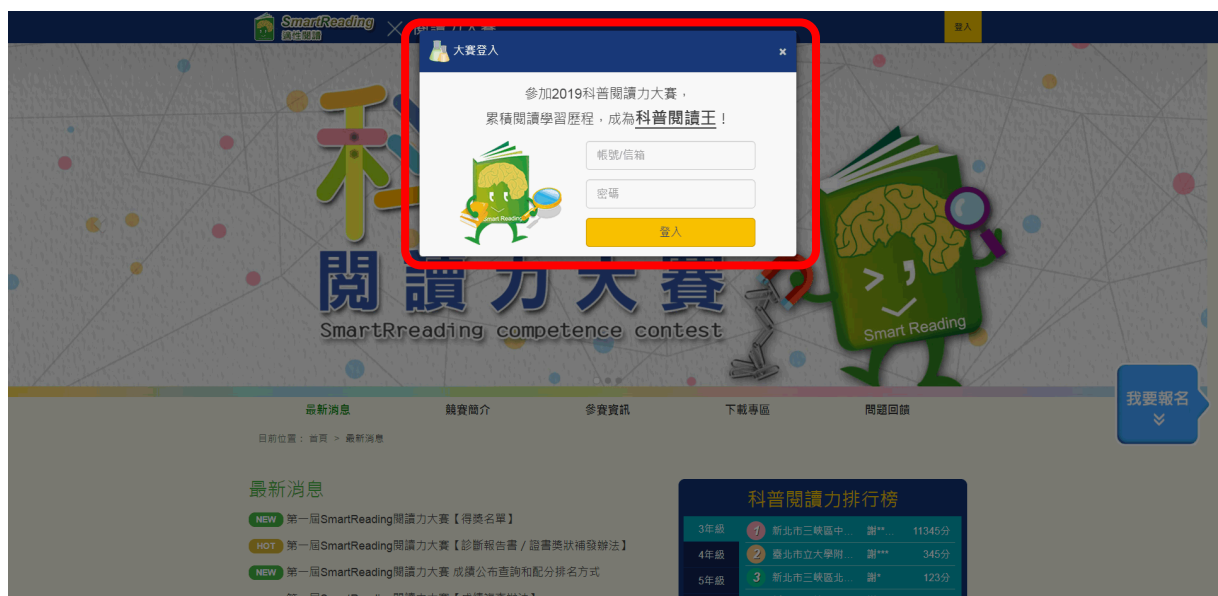 SmartReading
適性閱讀
登入
大賽登入
×
參加2019科普閱讀力大賽，
累積閱讀學習歷程，成為科普閱讀王！
帳號/信箱
密碼
登入
Smart Reading
科
閱讀力大賽
SmartRreading competence contest
Smart Reading
我要報名
最新消息 競賽簡介 參賽資訊 下載專區 問題回饋
目前位置： 首頁 > 最新消息
最新消息
NEW 第一屆SmartReading閱讀力大賽【得獎名單】
HOT 第一屆SmartReading閱讀力大賽【診斷報告書 / 證書獎狀補發辦法】
NEW 第一屆SmartReading閱讀力大賽 成績公布查詢和配分排名方式
科普閱讀力排行榜
3年級 1 新北市三峽區中... 謝**... 11345分
4年級 2 臺北市立大學附... 謝*** 345分
5年級 3 新北市三峽區北... 謝* 123分